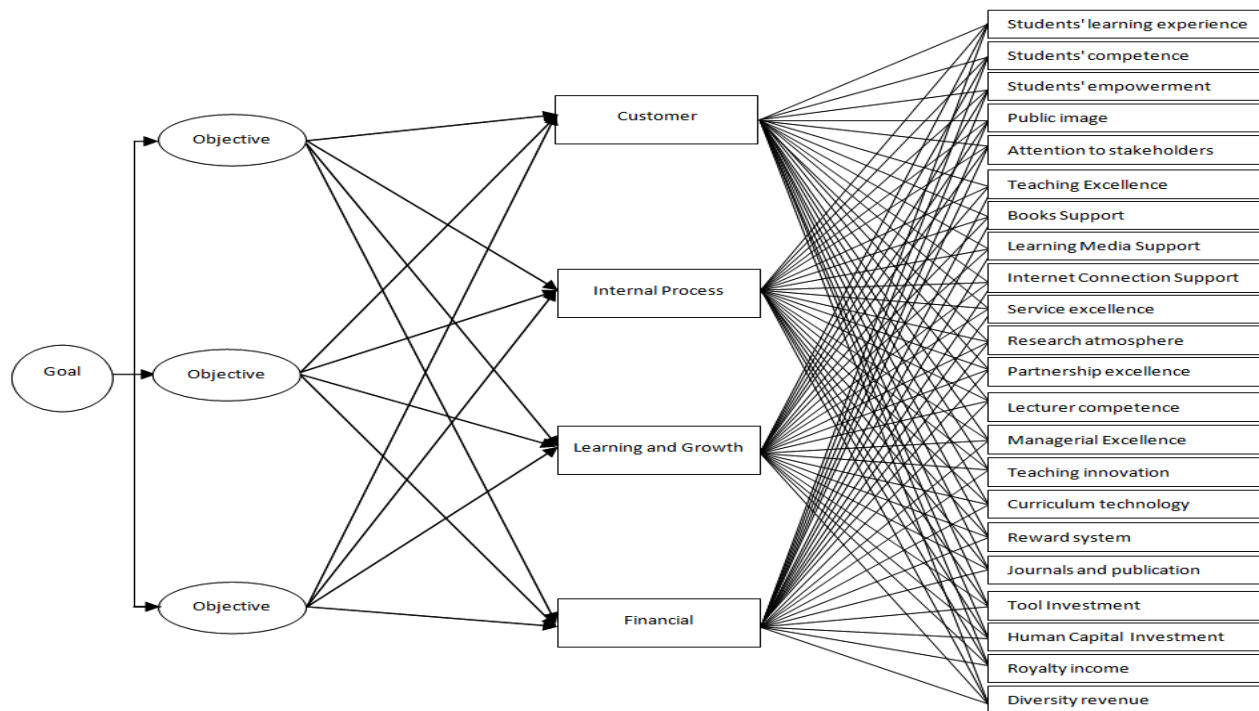 Goal
Objective
Objective
Objective
Customer
Internal Process
Learning and Growth
Financial
Students' learning experience
Students' competence
Students' empowerment
Public image
Attention to stakeholders
Teaching Excellence
Books Support
Learning Media Support
Internet Connection Support
Service excellence
Research atmosphere
Partnership excellence
Lecturer competence
Managerial Excellence
Teaching innovation
Curriculum technology
Reward system
Journals and publication
Tool Investment
Human Capital Investment
Royalty income
Diversity revenue